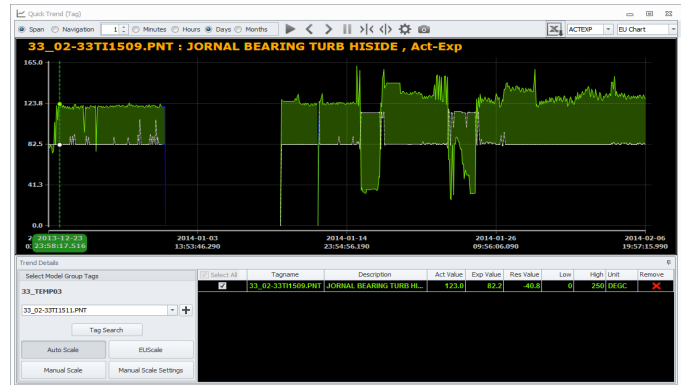 Quick Trend (Tag)
Span Navigation 1 Minutes Hours Days Months ACTEXP EU Chart
33_02-33TI1509.PNT : JORNAL BEARING TURB HISIDE , Act-Exp
165.0
123.8
82.5
41.3
0.0
2013-12-23 2014-01-03 2014-01-14 2014-01-26 2014-02-06
23:58:17.516 13:53:46.290 23:54:56.190 09:56:06.090 19:57:15.990
Trend Details
Select Model Group Tags
Select All Tagname Description Act Value Exp Value Res Value Low High Unit Remove
33_02-33TI1509.PNT JORNAL BEARING TURB HI... 123.0 82.2 -40.8 0 250 DEGC
33_TEMP03
33_02-33TI1511.PNT
Tag Search
Auto Scale EUScale
Manual Scale Manual Scale Settings